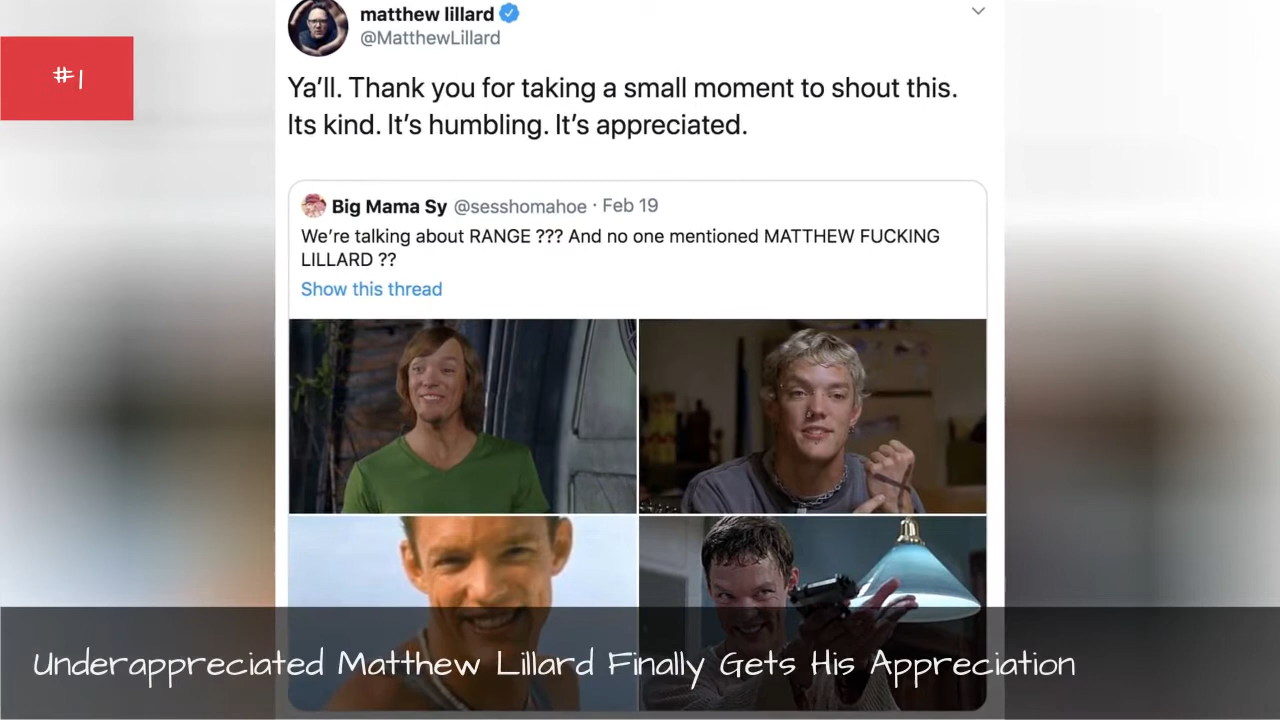 matthew lillard
@MatthewLillard
#1
Ya’ll. Thank you for taking a small moment to shout this.
Its kind. It’s humbling. It’s appreciated.
Big Mama Sy @sesshomahoe · Feb 19
We’re talking about RANGE ??? And no one mentioned MATTHEW FUCKING
LILLARD ??
Show this thread
Underappreciated Matthew Lillard Finally Gets His Appreciation